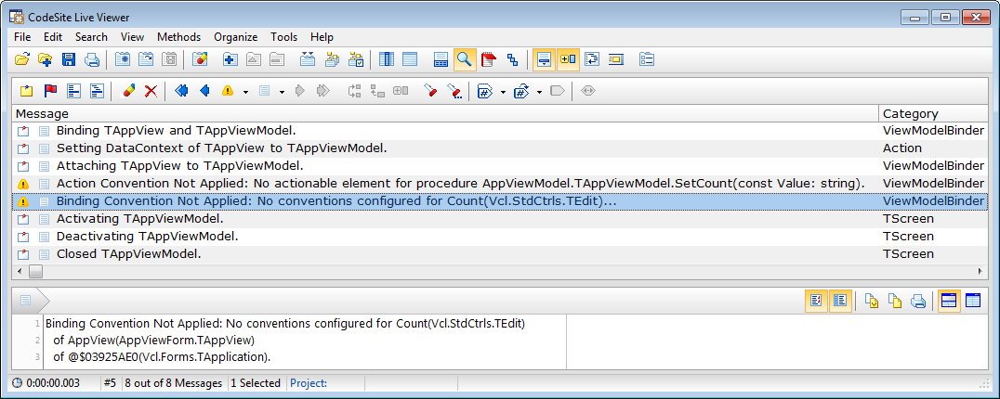 CodeSite Live Viewer
File Edit Search View Methods Organize Tools Help
Message Category
Binding TAppView and TAppViewModel. ViewModelBinder
Setting DataContext of TAppView to TAppViewModel. Action
Attaching TAppView to TAppViewModel. ViewModelBinder
Action Convention Not Applied: No actionable element for procedure AppViewModel.TAppViewModel.SetCount(const Value: string). ViewModelBinder
Binding Convention Not Applied: No conventions configured for Count(Vcl.StdCtrls.TEdit)... ViewModelBinder
Activating TAppViewModel. TScreen
Deactivating TAppViewModel. TScreen
Closed TAppViewModel. TScreen
1 Binding Convention Not Applied: No conventions configured for Count(Vcl.StdCtrls.TEdit)
2 of AppView(AppViewForm.TAppView)
3 of @$03925AE0(Vcl.Forms.TApplication).
0:00:00.003 #5 8 out of 8 Messages 1 Selected Project: